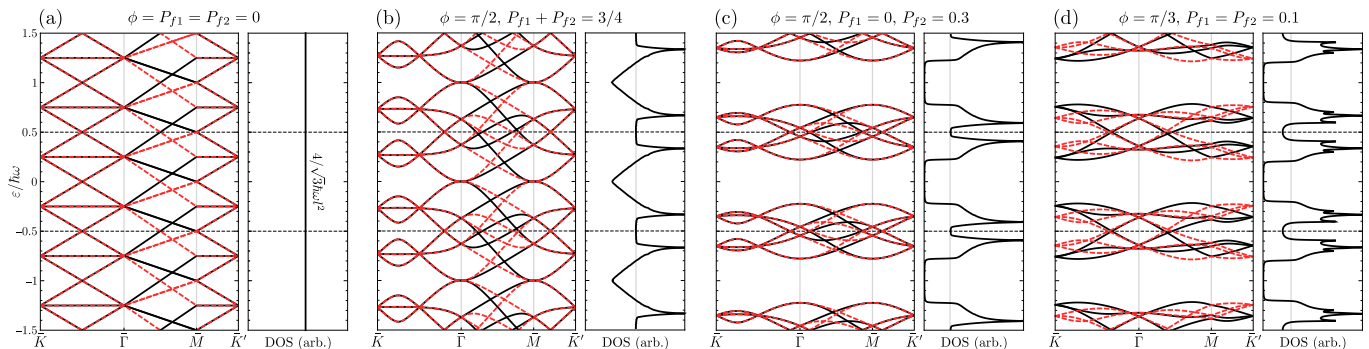 (a) ϕ = P_{f1} = P_{f2} = 0
(b) ϕ = π/2, P_{f1} + P_{f2} = 3/4
(c) ϕ = π/2, P_{f1} = 0, P_{f2} = 0.3
(d) ϕ = π/3, P_{f1} = P_{f2} = 0.1
1.5
1
0.5
0
−0.5
−1
−1.5
ε/ℏω
4/√3ℏωl²
K̄ Γ̄ M̄ K̄′ DOS (arb.)
K̄ Γ̄ M̄ K̄′ DOS (arb.)
K̄ Γ̄ M̄ K̄′ DOS (arb.)
K̄ Γ̄ M̄ K̄′ DOS (arb.)